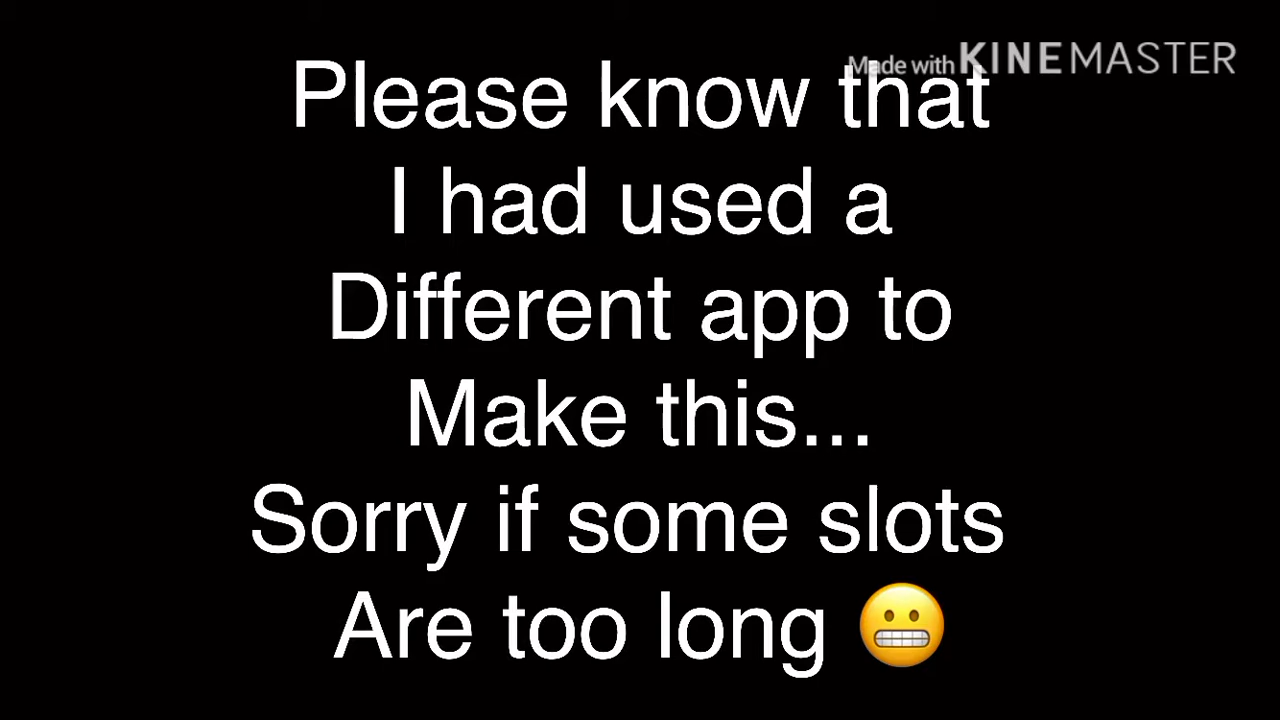 Made with KINEMASTER
Please know that
I had used a
Different app to
Make this...
Sorry if some slots
Are too long 😬